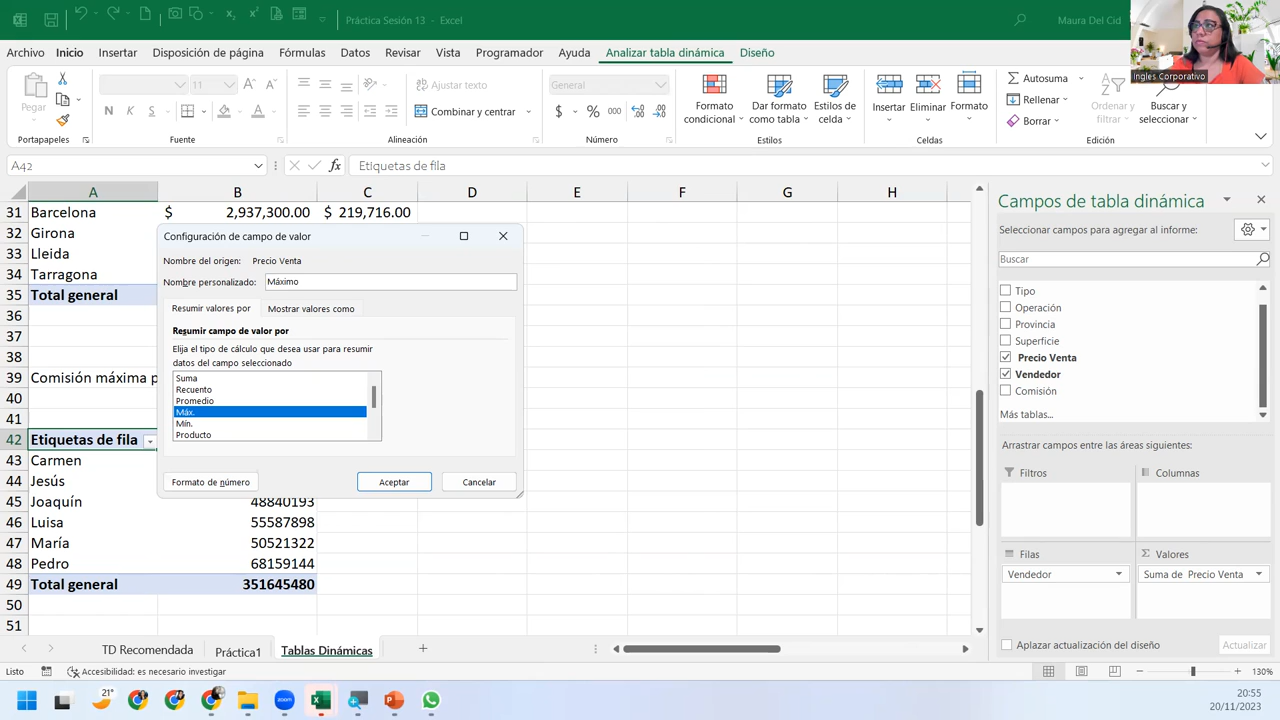 Práctica Sesión 13 - Excel
Maura Del Cid
Archivo Inicio Insertar Disposición de página Fórmulas Datos Revisar Vista Programador Ayuda Analizar tabla dinámica Diseño
Ingles Corporativo
Pegar
11
Ajustar texto
General
Combinar y centrar
N K S
$ % 000
Formato condicional
Dar formato como tabla
Estilos de celda
Insertar
Eliminar
Formato
Autosuma
Rellenar
Borrar
Ordenar y filtrar
Buscar y seleccionar
Portapapeles Fuente Alineación Número Estilos Celdas Edición
A42 fx Etiquetas de fila
A B C D E F G H
31 Barcelona $ 2,937,300.00 $ 219,716.00
32 Girona
33 Lleida
34 Tarragona
35 Total general
36
37
38
39 Comisión máxima p
40
41
42 Etiquetas de fila
43 Carmen
44 Jesús
45 Joaquín 48840193
46 Luisa 55587898
47 María 50521322
48 Pedro 68159144
49 Total general 351645480
50
51
Configuración de campo de valor
Nombre del origen: Precio Venta
Nombre personalizado: Máximo
Resumir valores por Mostrar valores como
Resumir campo de valor por
Elija el tipo de cálculo que desea usar para resumir
datos del campo seleccionado
Suma
Recuento
Promedio
Máx.
Mín.
Producto
Formato de número Aceptar Cancelar
Campos de tabla dinámica
Seleccionar campos para agregar al informe:
Buscar
Tipo
Operación
Provincia
Superficie
Precio Venta
Vendedor
Comisión
Más tablas...
Arrastrar campos entre las áreas siguientes:
Filtros Columnas
Filas Σ Valores
Vendedor Suma de Precio Venta
Aplazar actualización del diseño Actualizar
TD Recomendada Práctica1 Tablas Dinámicas
Listo Accesibilidad: es necesario investigar 130%
21°
zoom
20:55
20/11/2023